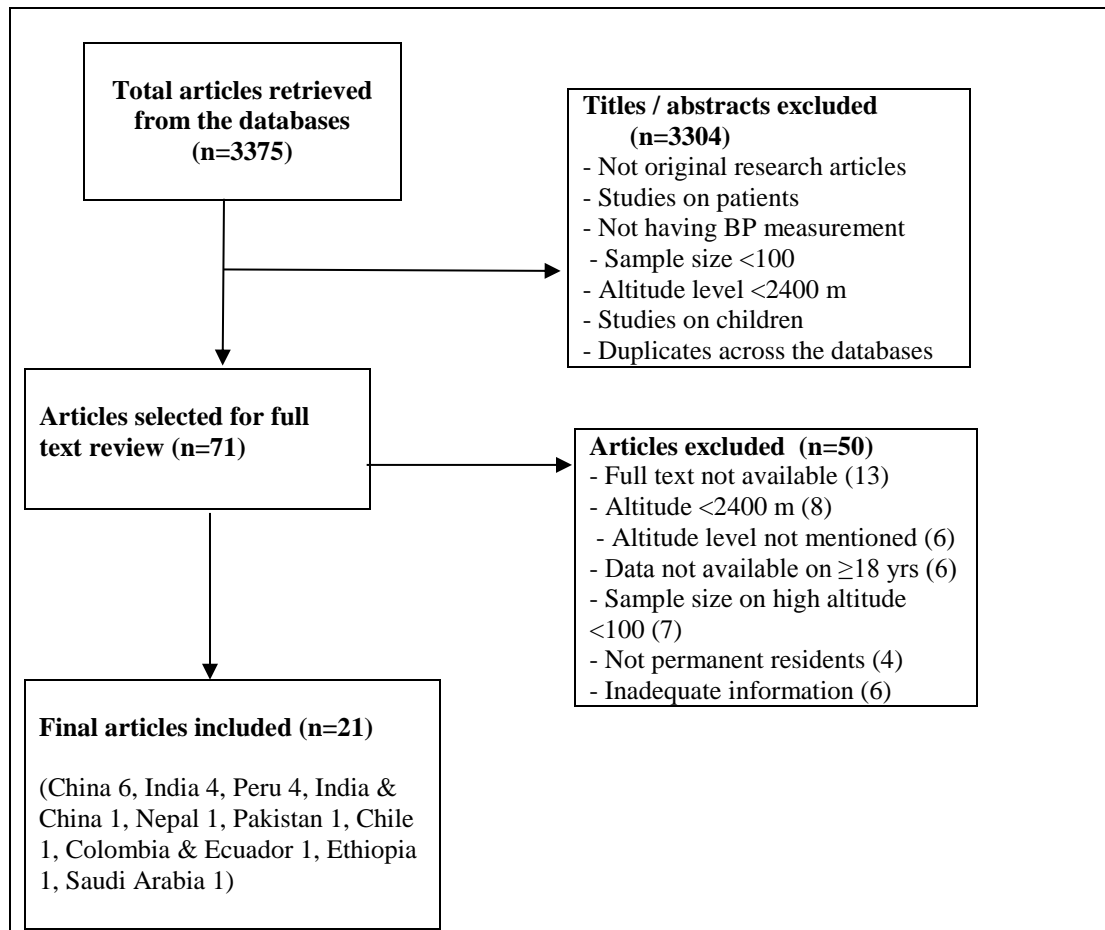 Total articles retrieved
from the databases
(n=3375)
Titles / abstracts excluded
(n=3304)
- Not original research articles
- Studies on patients
- Not having BP measurement
- Sample size <100
- Altitude level <2400 m
- Studies on children
- Duplicates across the databases
Articles selected for full
text review (n=71)
Articles excluded (n=50)
- Full text not available (13)
- Altitude <2400 m (8)
- Altitude level not mentioned (6)
- Data not available on ≥18 yrs (6)
- Sample size on high altitude
<100 (7)
- Not permanent residents (4)
- Inadequate information (6)
Final articles included (n=21)
(China 6, India 4, Peru 4, India &
China 1, Nepal 1, Pakistan 1, Chile
1, Colombia & Ecuador 1, Ethiopia
1, Saudi Arabia 1)